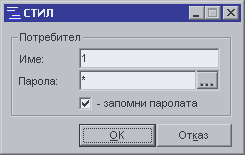 СТИЛ
Потребител
Име: 1
Парола: * ...
- запомни паролата
OK Отказ